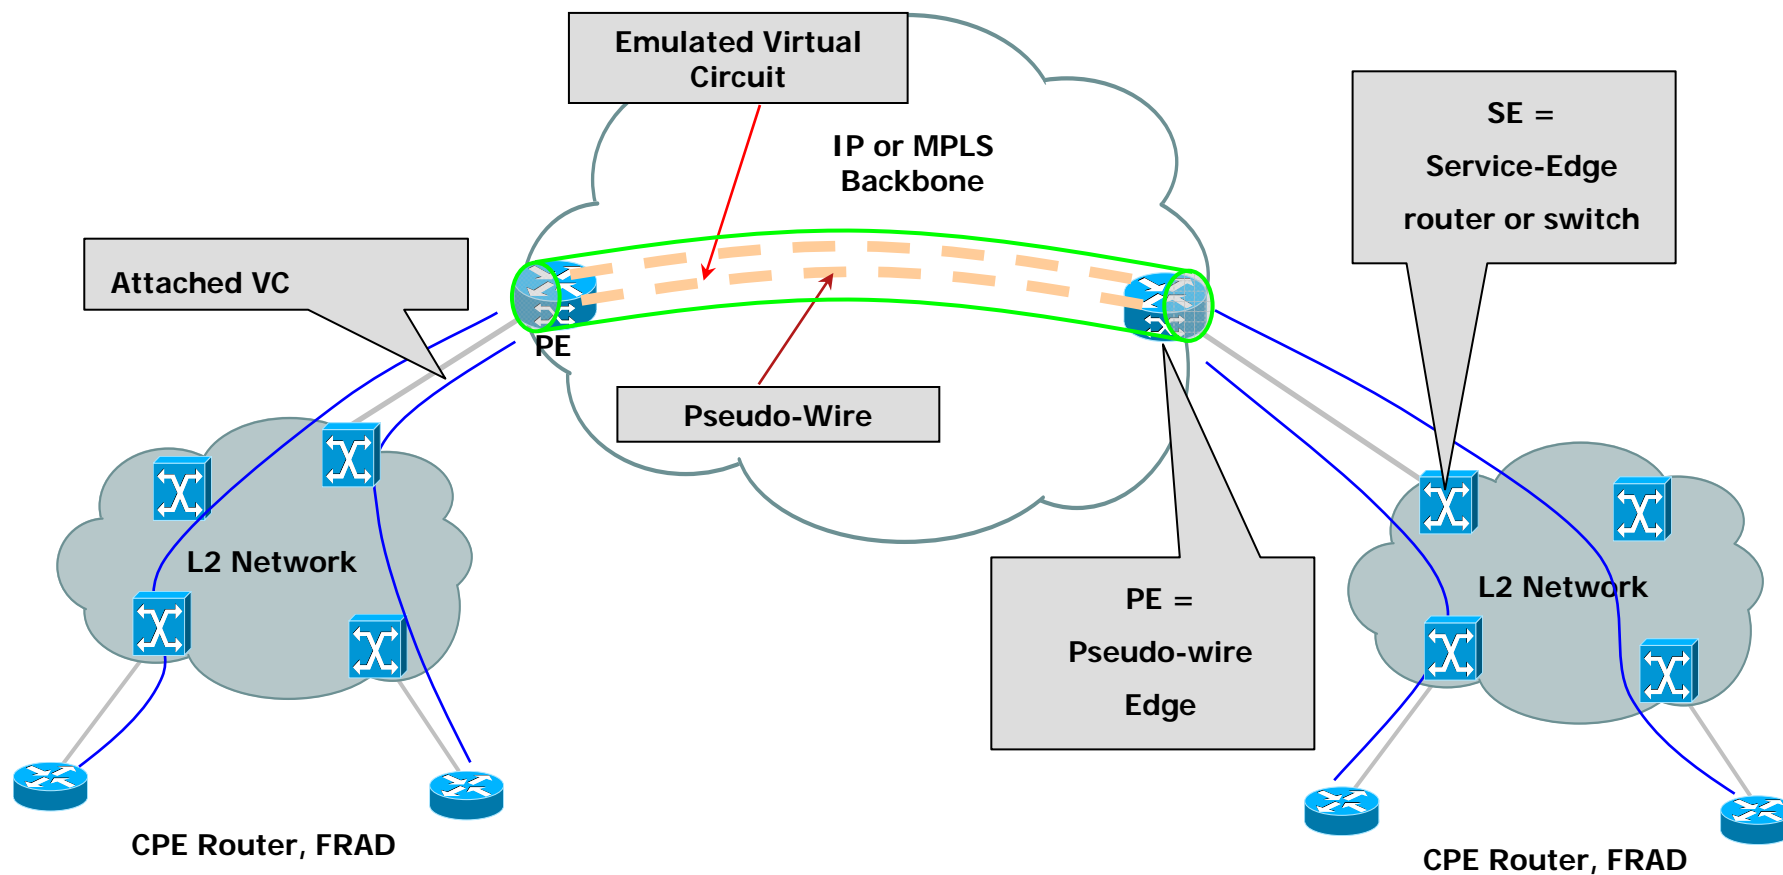 Emulated Virtual
Circuit
IP or MPLS
Backbone
SE =
Service-Edge
router or switch
Attached VC
PE
Pseudo-Wire
L2 Network
PE =
Pseudo-wire
Edge
L2 Network
CPE Router, FRAD
CPE Router, FRAD